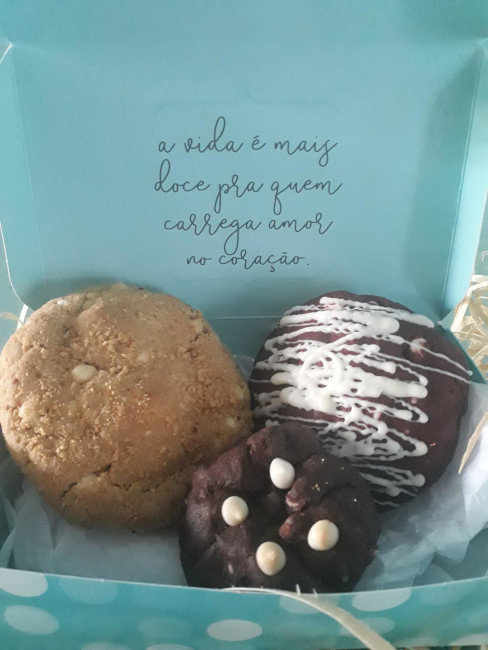 a vida é mais
doce pra quem
carrega amor
no coração.